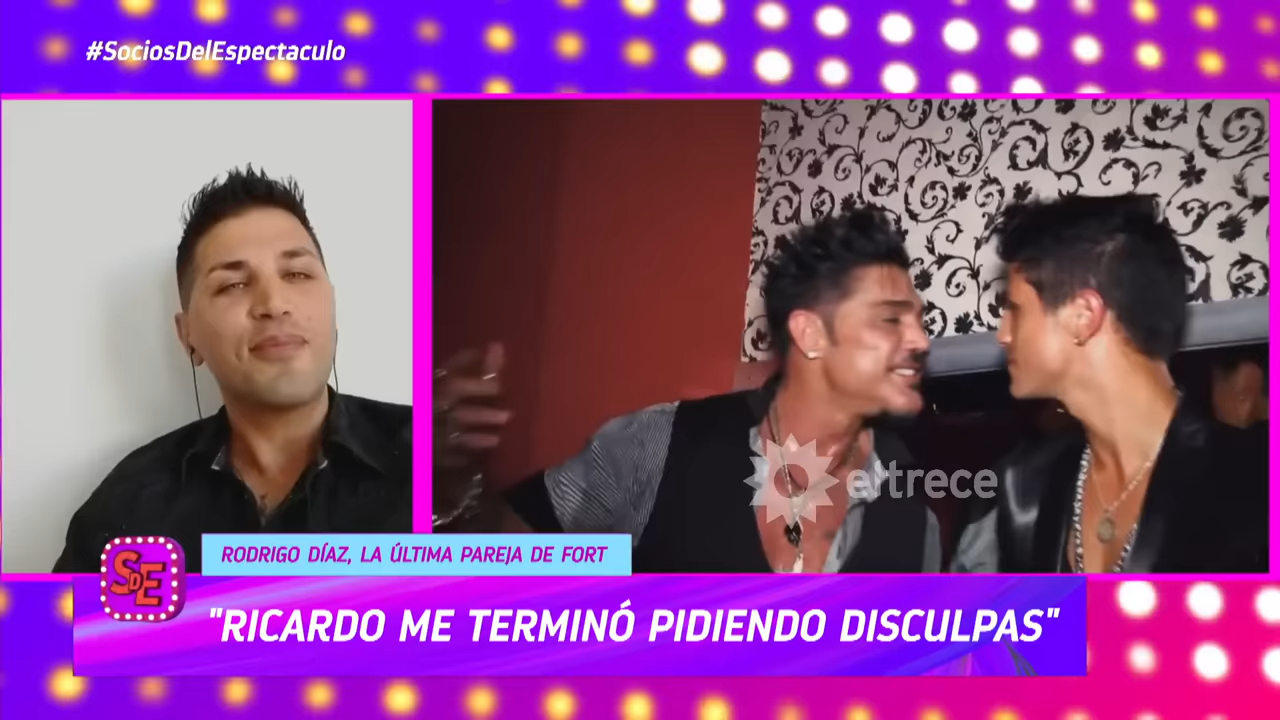 #SociosDelEspectaculo
eltrece
SDE
RODRIGO DÍAZ, LA ÚLTIMA PAREJA DE FORT
"RICARDO ME TERMINÓ PIDIENDO DISCULPAS"